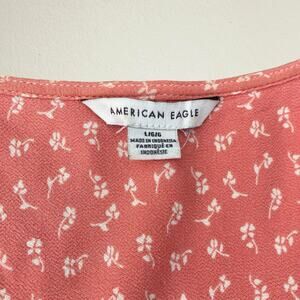 AMERICAN EAGLE
L/G/G
MADE IN INDONESIA
FABRIQUÉ EN
INDONÉSIE